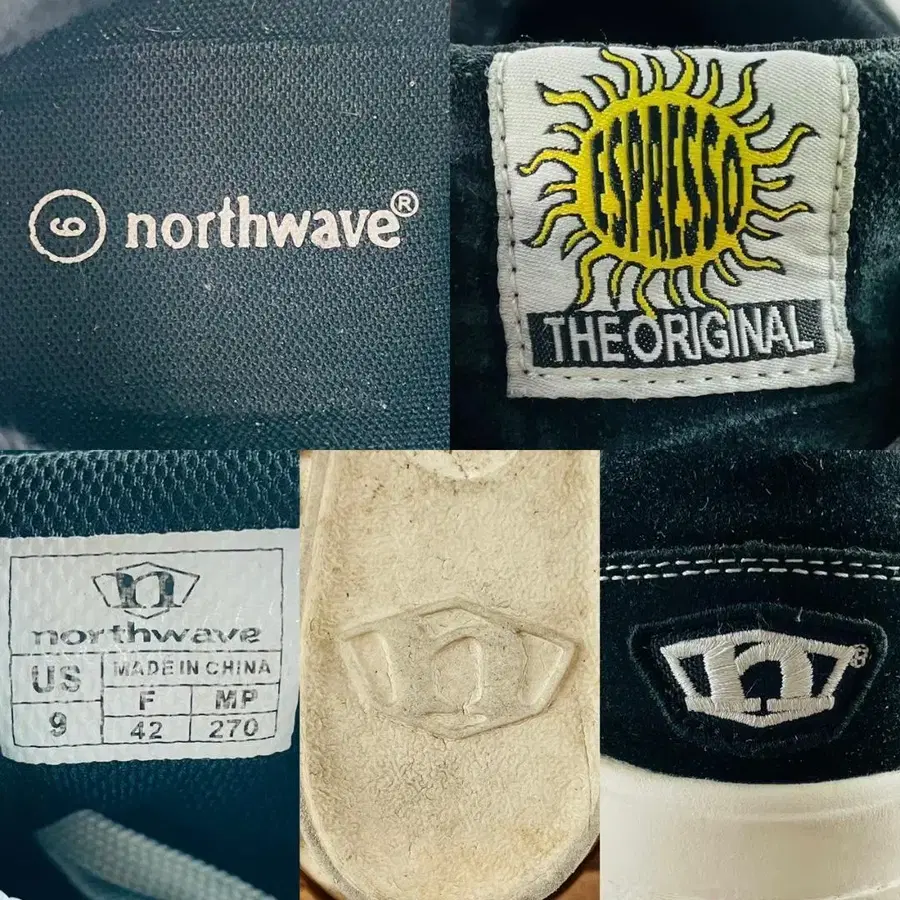 9 northwave®
ESPRESSO
THE ORIGINAL
n
northwave
US
MADE IN CHINA
F MP
9 42 270
n
n ®